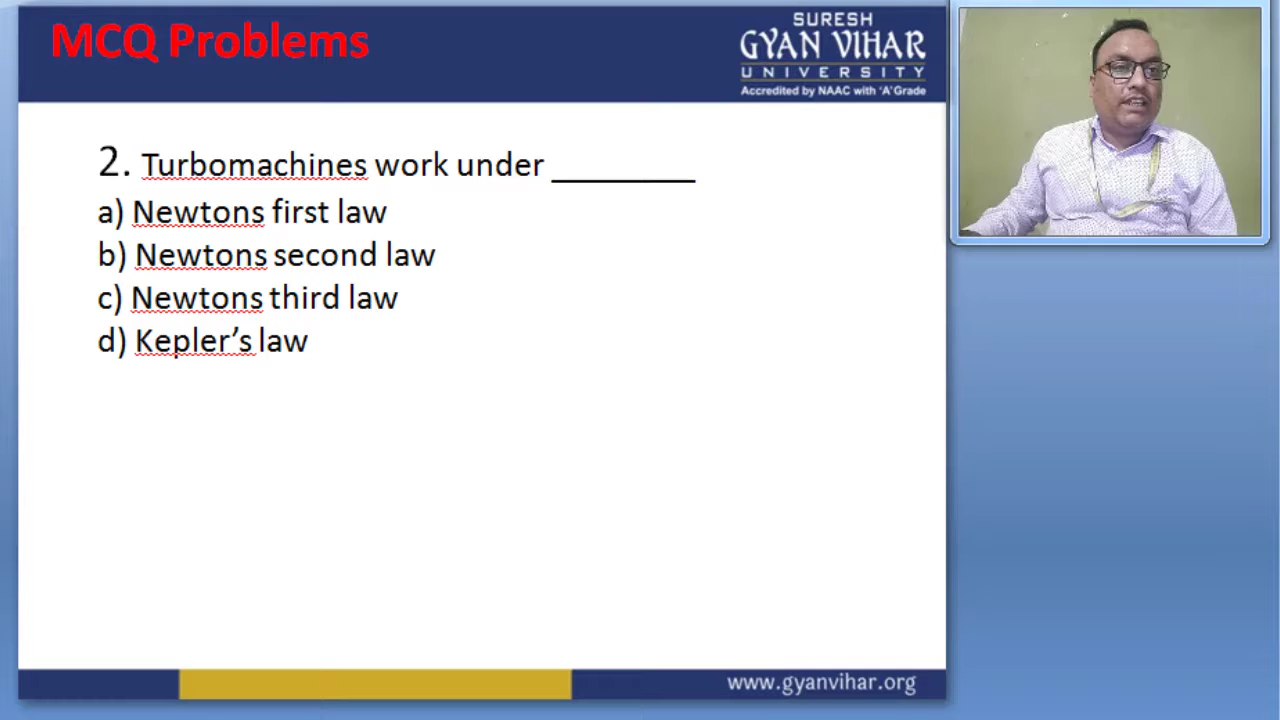 MCQ Problems
SURESH
GYAN VIHAR
UNIVERSITY
Accredited by NAAC with 'A' Grade
2. Turbomachines work under ________
a) Newtons first law
b) Newtons second law
c) Newtons third law
d) Kepler’s law
www.gyanvihar.org